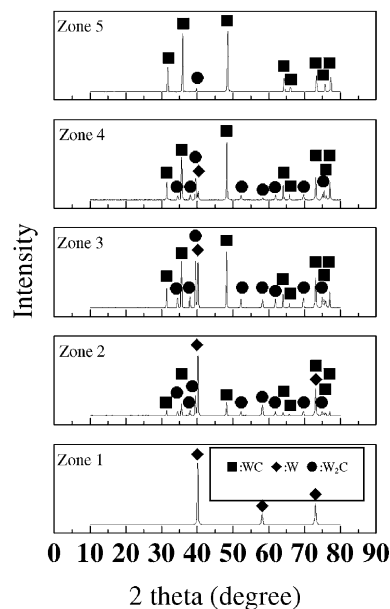 Zone 5
Zone 4
Zone 3
Zone 2
Zone 1
■:WC ◆:W ●:W₂C
Intensity
0 10 20 30 40 50 60 70 80 90
2 theta (degree)